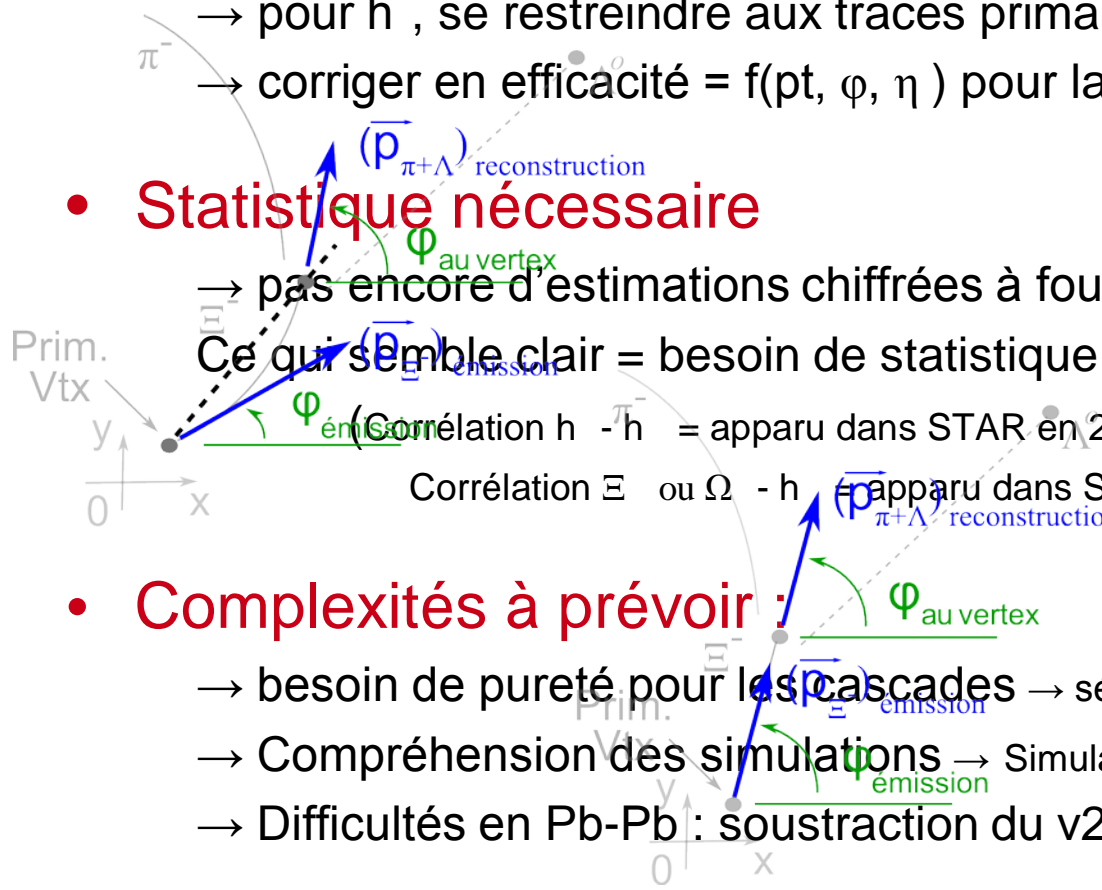 → pour h , se restreindre aux traces prima
π⁻
→ corriger en efficacité = f(pt, φ, η ) pour la
Λ⁰
(p π+Λ) reconstruction
• Statistique nécessaire
φ au vertex
→ pas encore d'estimations chiffrées à fou
Ξ⁻
Prim.
Vtx
Ce qui semble clair = besoin de statistique
(p Ξ⁻) émission
φ émission
(Corrélation h - h = apparu dans STAR en 2
π⁻
Λ⁰
y
0
x
Corrélation Ξ ou Ω - h = apparu dans S
(p π+Λ) reconstructio
• Complexités à prévoir :
φ au vertex
Ξ⁻
→ besoin de pureté pour les cascades → se
(p Ξ⁻) émission
Prim.
Vtx
→ Compréhension des simulations → Simula
φ émission
→ Difficultés en Pb-Pb : soustraction du v2
y
0
x